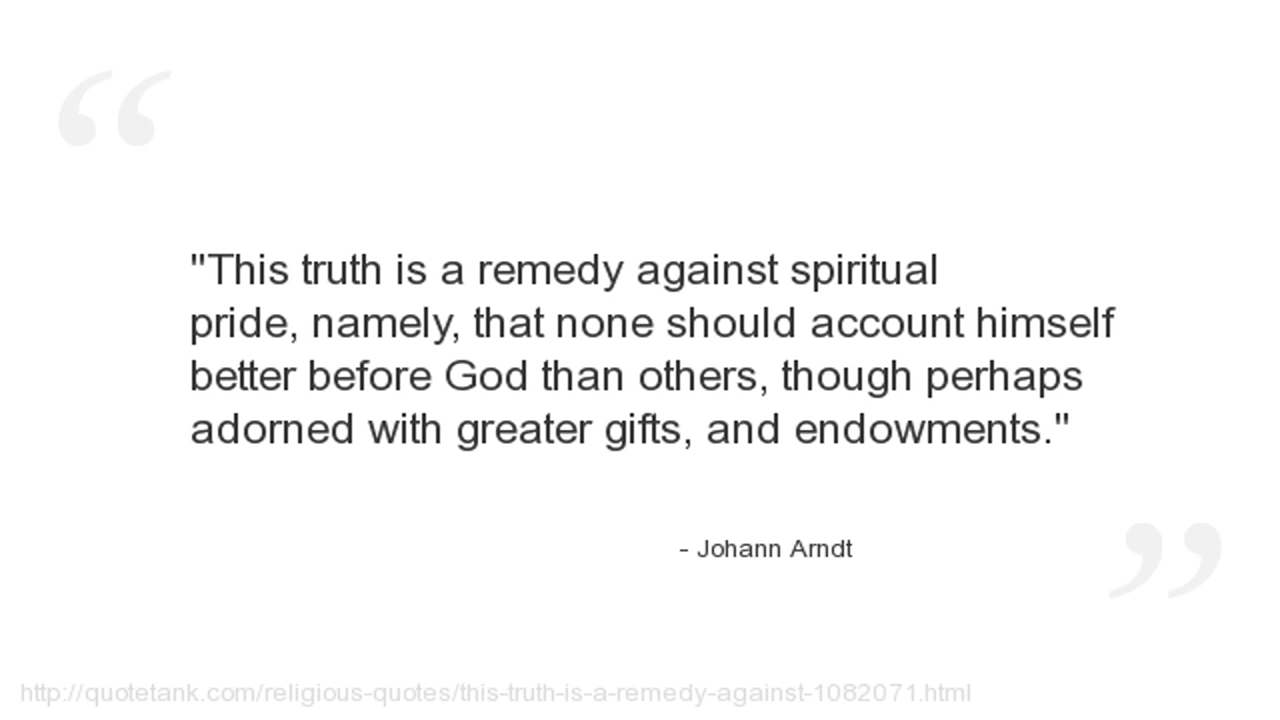 "This truth is a remedy against spiritual
pride, namely, that none should account himself
better before God than others, though perhaps
adorned with greater gifts, and endowments."
- Johann Arndt
http://quotetank.com/religious-quotes/this-truth-is-a-remedy-against-1082071.html